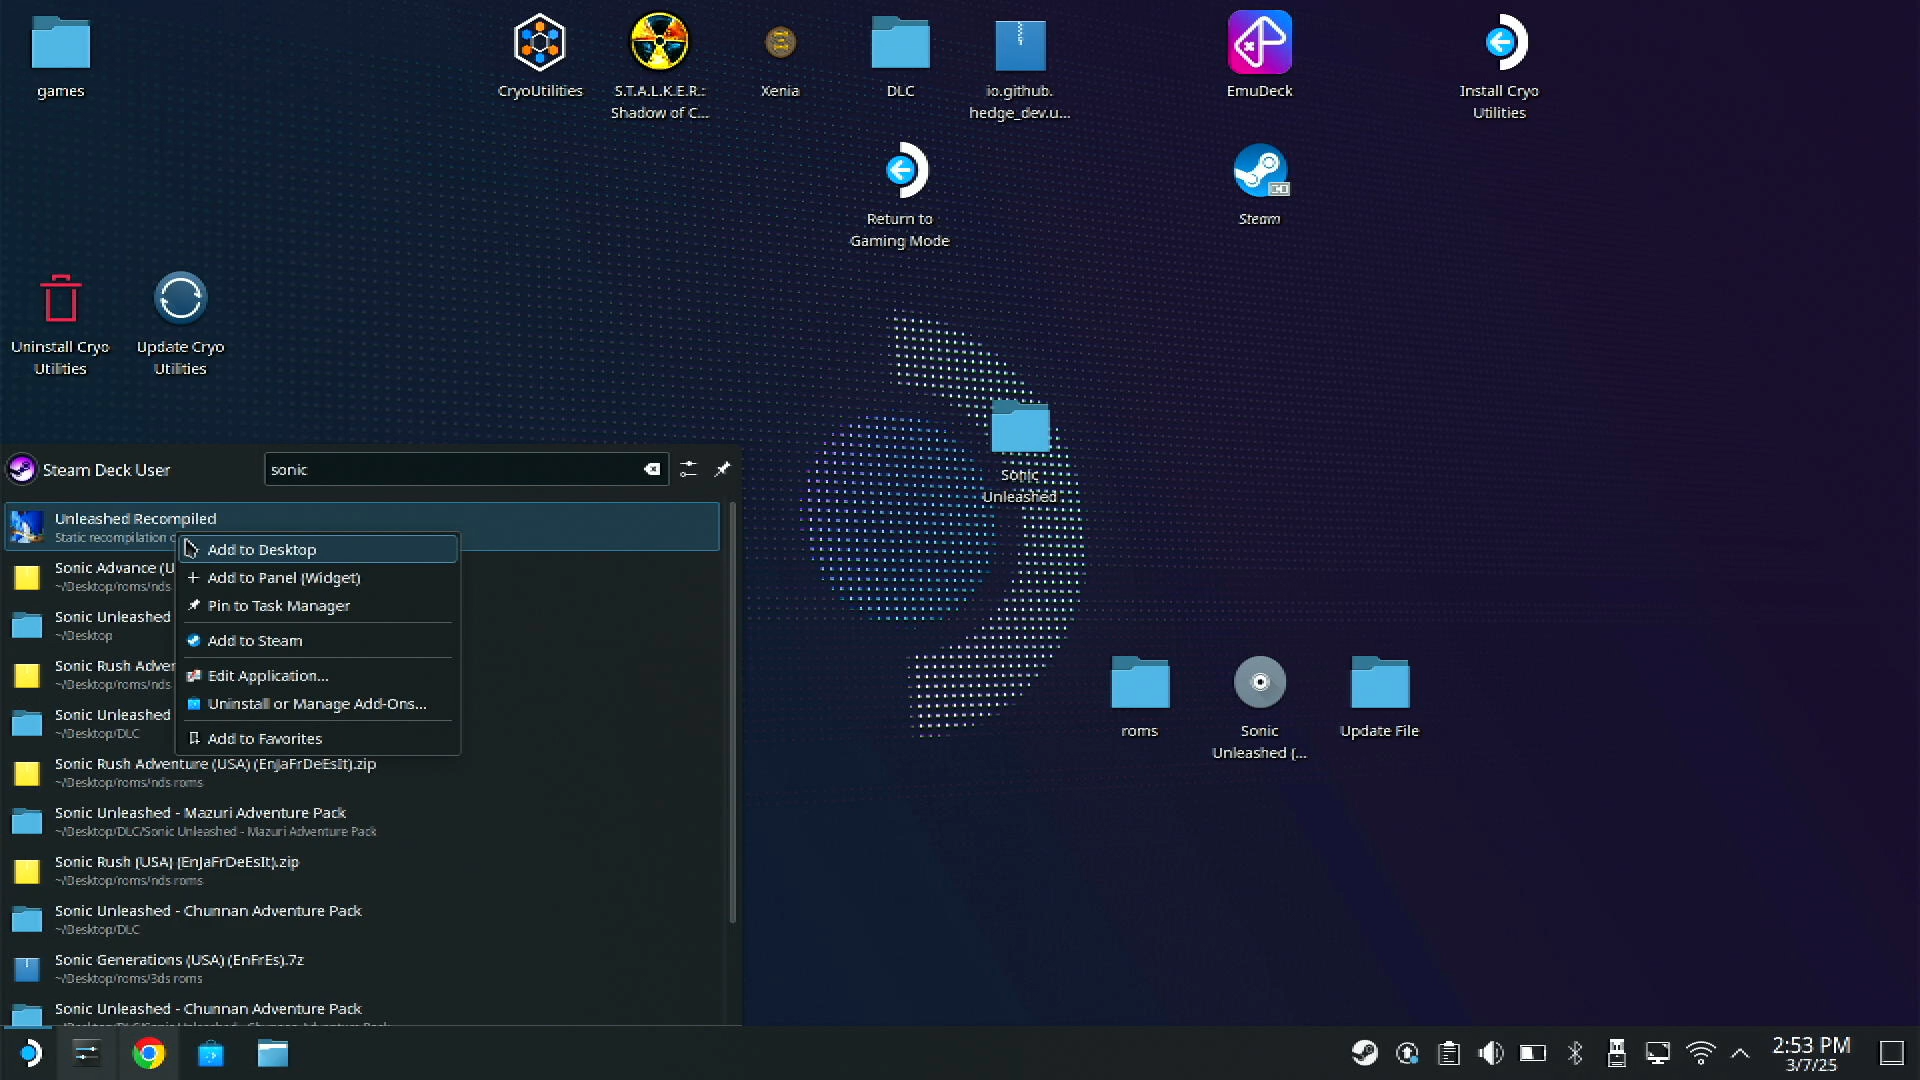 games
CryoUtilities
S.T.A.L.K.E.R.:
Shadow of C...
Xenia
DLC
io.github.
hedge_dev.u...
EmuDeck
Install Cryo
Utilities
Return to
Gaming Mode
Steam
Uninstall Cryo
Utilities
Update Cryo
Utilities
Sonic
Unleashed
roms
Sonic
Unleashed (...
Update File
Steam Deck User
sonic
Unleashed Recompiled
Static recompilation
Add to Desktop
Add to Panel (Widget)
Pin to Task Manager
Add to Steam
Edit Application...
Uninstall or Manage Add-Ons...
Add to Favorites
Sonic Advance (U
~/Desktop/roms/nds
Sonic Unleashed
~/Desktop
Sonic Rush Adver
~/Desktop/roms/nds
Sonic Unleashed
~/Desktop/DLC
Sonic Rush Adventure (USA) (EnJaFrDeEsIt).zip
~/Desktop/roms/nds roms
Sonic Unleashed - Mazuri Adventure Pack
~/Desktop/DLC/Sonic Unleashed - Mazuri Adventure Pack
Sonic Rush (USA) (EnJaFrDeEsIt).zip
~/Desktop/roms/nds roms
Sonic Unleashed - Chunnan Adventure Pack
~/Desktop/DLC
Sonic Generations (USA) (EnFrEs).7z
~/Desktop/roms/3ds roms
Sonic Unleashed - Chunnan Adventure Pack
~/Desktop/DLC/Sonic Unleashed - Chunnan Adventure Pack
2:53 PM
3/7/25